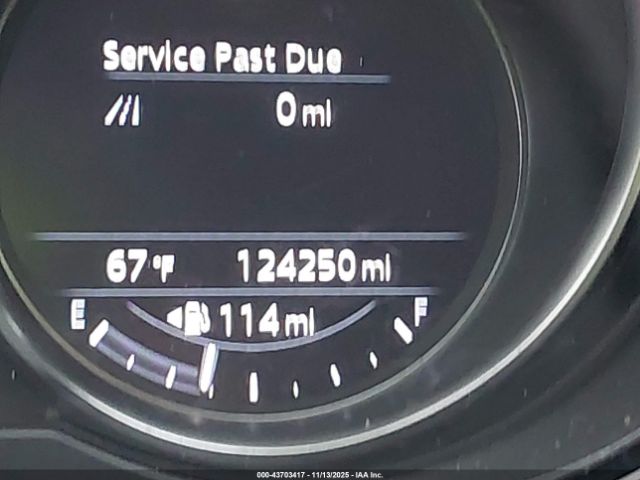 Service Past Due
0 mi
67 °F 124250 mi
E 114 mi F
000-43703417 - 11/13/2025 - IAA Inc.